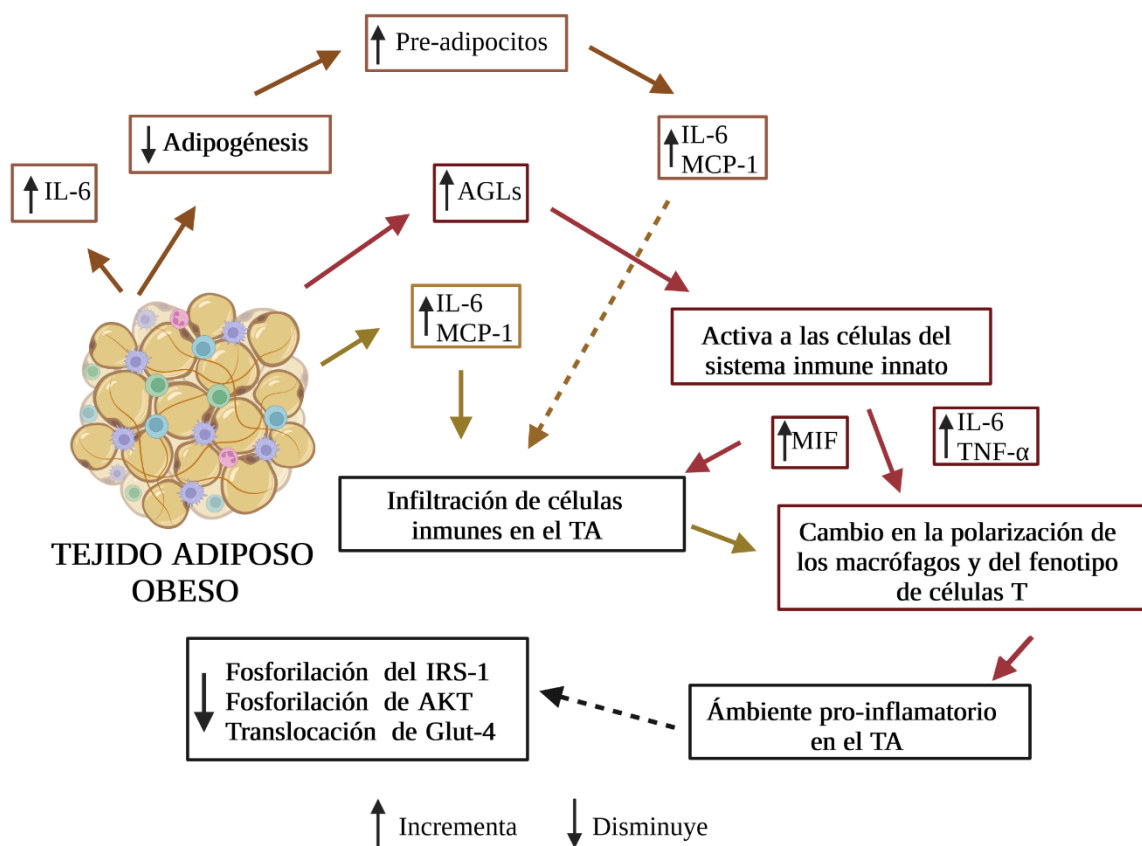 ↑ Pre-adipocitos
↓ Adipogénesis
↑ IL-6
↑ IL-6
MCP-1
↑ AGLs
↑ IL-6
MCP-1
Activa a las células del
sistema inmune innato
↑ MIF
↑ IL-6
TNF-α
Infiltración de células
inmunes en el TA
Cambio en la polarización de
los macrófagos y del fenotipo
de células T
TEJIDO ADIPOSO
OBESO
↓ Fosforilación del IRS-1
Fosforilación de AKT
Translocación de Glut-4
Ámbiente pro-inflamatorio
en el TA
↑ Incrementa
↓ Disminuye